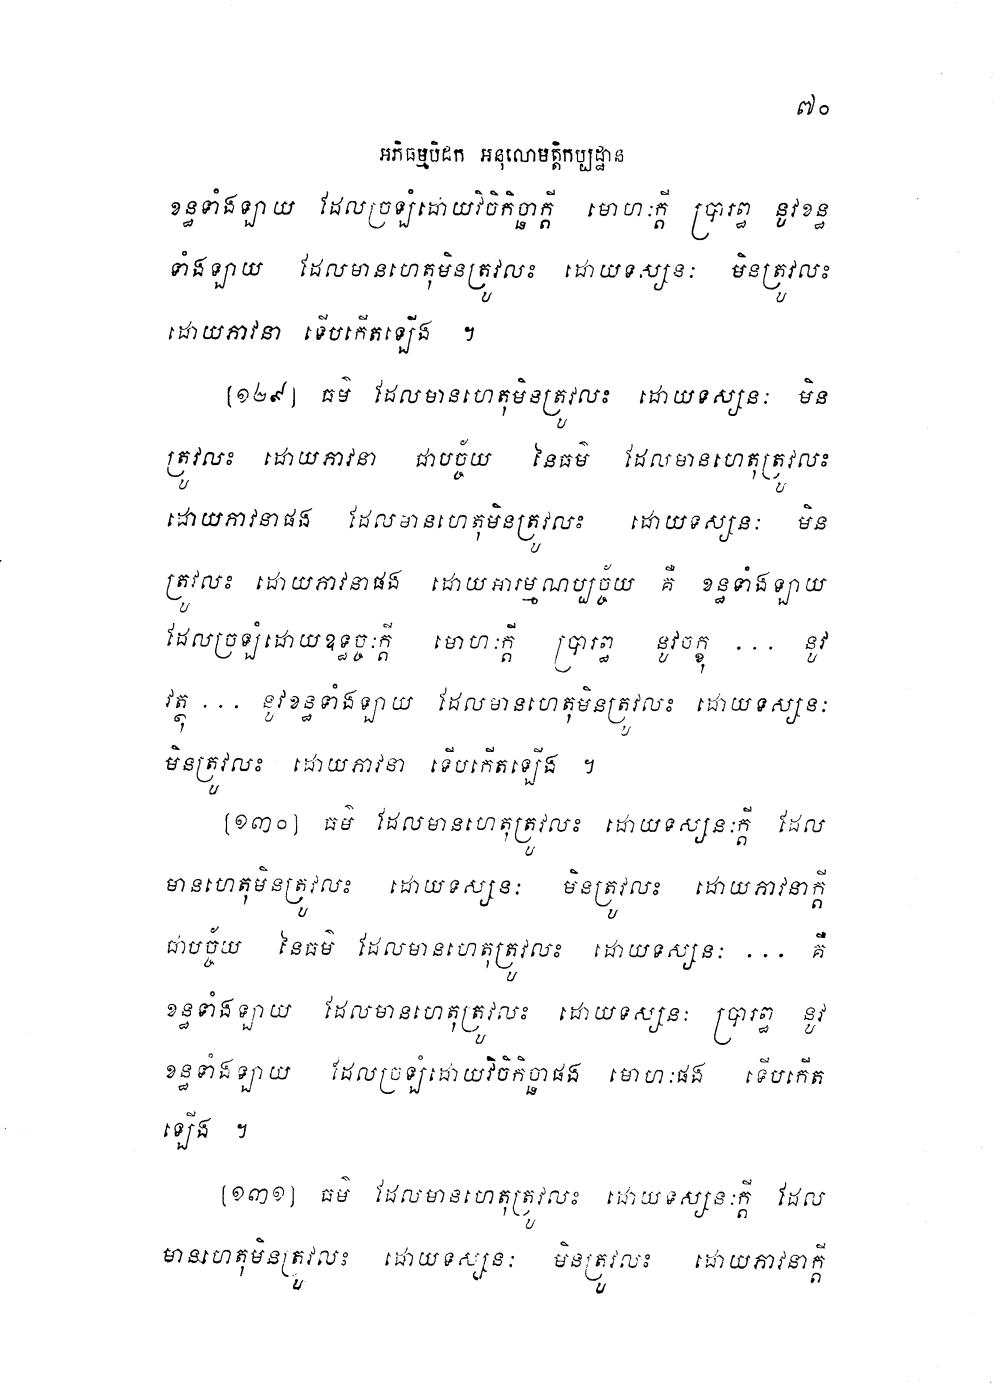 ៧០
អភិធម្មបិដក អនុលោមត្តិកប្បដ្ឋាន
ខន្ធទាំងឡាយ ដែលច្រឡំដោយវិចិកិច្ឆាក្តី មោហៈក្តី ប្រារព្ធ នូវខន្ធ
ទាំងឡាយ ដែលមានហេតុមិនត្រូវលះ ដោយទស្សនៈ មិនត្រូវលះ
ដោយភាវនា ទើបកើតឡើង ។
[១២៩] ធម៌ ដែលមានហេតុមិនត្រូវលះ ដោយទស្សនៈ មិន
ត្រូវលះ ដោយភាវនា ជាបច្ច័យ នៃធម៌ ដែលមានហេតុត្រូវលះ
ដោយភាវនាផង ដែលមានហេតុមិនត្រូវលះ ដោយទស្សនៈ មិន
ត្រូវលះ ដោយភាវនាផង ដោយអារម្មណប្បច្ច័យ គឺ ខន្ធទាំងឡាយ
ដែលច្រឡំដោយឧទ្ធច្ចៈក្តី មោហៈក្តី ប្រារព្ធ នូវចក្ខុ ... នូវ
វត្ថុ ... នូវខន្ធទាំងឡាយ ដែលមានហេតុមិនត្រូវលះ ដោយទស្សនៈ
មិនត្រូវលះ ដោយភាវនា ទើបកើតឡើង ។
[១៣០] ធម៌ ដែលមានហេតុត្រូវលះ ដោយទស្សនៈក្តី ដែល
មានហេតុមិនត្រូវលះ ដោយទស្សនៈ មិនត្រូវលះ ដោយភាវនាក្តី
ជាបច្ច័យ នៃធម៌ ដែលមានហេតុត្រូវលះ ដោយទស្សនៈ ... គឺ
ខន្ធទាំងឡាយ ដែលមានហេតុត្រូវលះ ដោយទស្សនៈ ប្រារព្ធ នូវ
ខន្ធទាំងឡាយ ដែលច្រឡំដោយវិចិកិច្ឆាផង មោហៈផង ទើបកើត
ឡើង ។
[១៣១] ធម៌ ដែលមានហេតុត្រូវលះ ដោយទស្សនៈក្តី ដែល
មានហេតុមិនត្រូវលះ ដោយទស្សនៈ មិនត្រូវលះ ដោយភាវនាក្តី